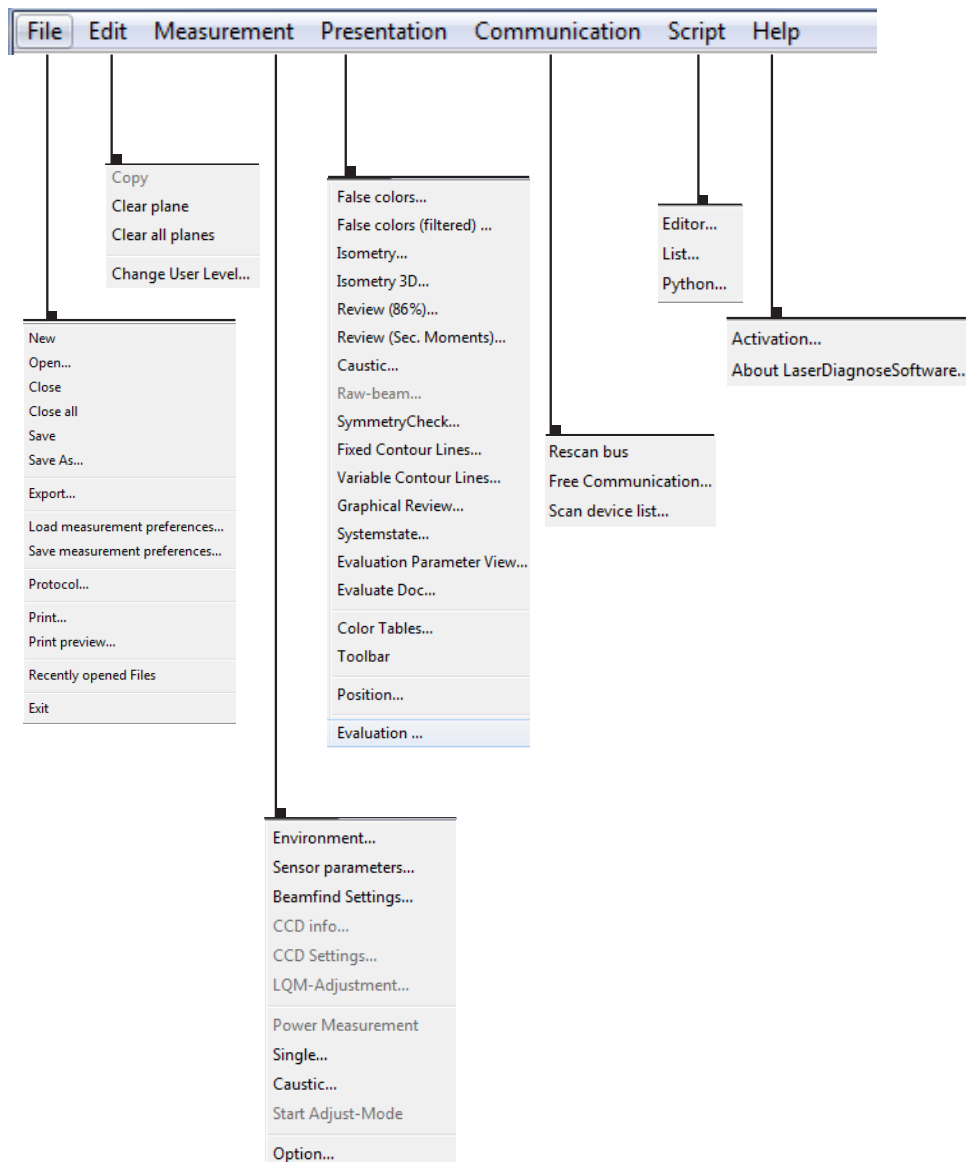 File Edit Measurement Presentation Communication Script Help
Copy
Clear plane
Clear all planes
Change User Level...
New
Open...
Close
Close all
Save
Save As...
Export...
Load measurement preferences...
Save measurement preferences...
Protocol...
Print...
Print preview...
Recently opened Files
Exit
False colors...
False colors (filtered) ...
Isometry...
Isometry 3D...
Review (86%)...
Review (Sec. Moments)...
Caustic...
Raw-beam...
SymmetryCheck...
Fixed Contour Lines...
Variable Contour Lines...
Graphical Review...
Systemstate...
Evaluation Parameter View...
Evaluate Doc...
Color Tables...
Toolbar
Position...
Evaluation ...
Editor...
List...
Python...
Activation...
About LaserDiagnoseSoftware..
Rescan bus
Free Communication...
Scan device list...
Environment...
Sensor parameters...
Beamfind Settings...
CCD info...
CCD Settings...
LQM-Adjustment...
Power Measurement
Single...
Caustic...
Start Adjust-Mode
Option...